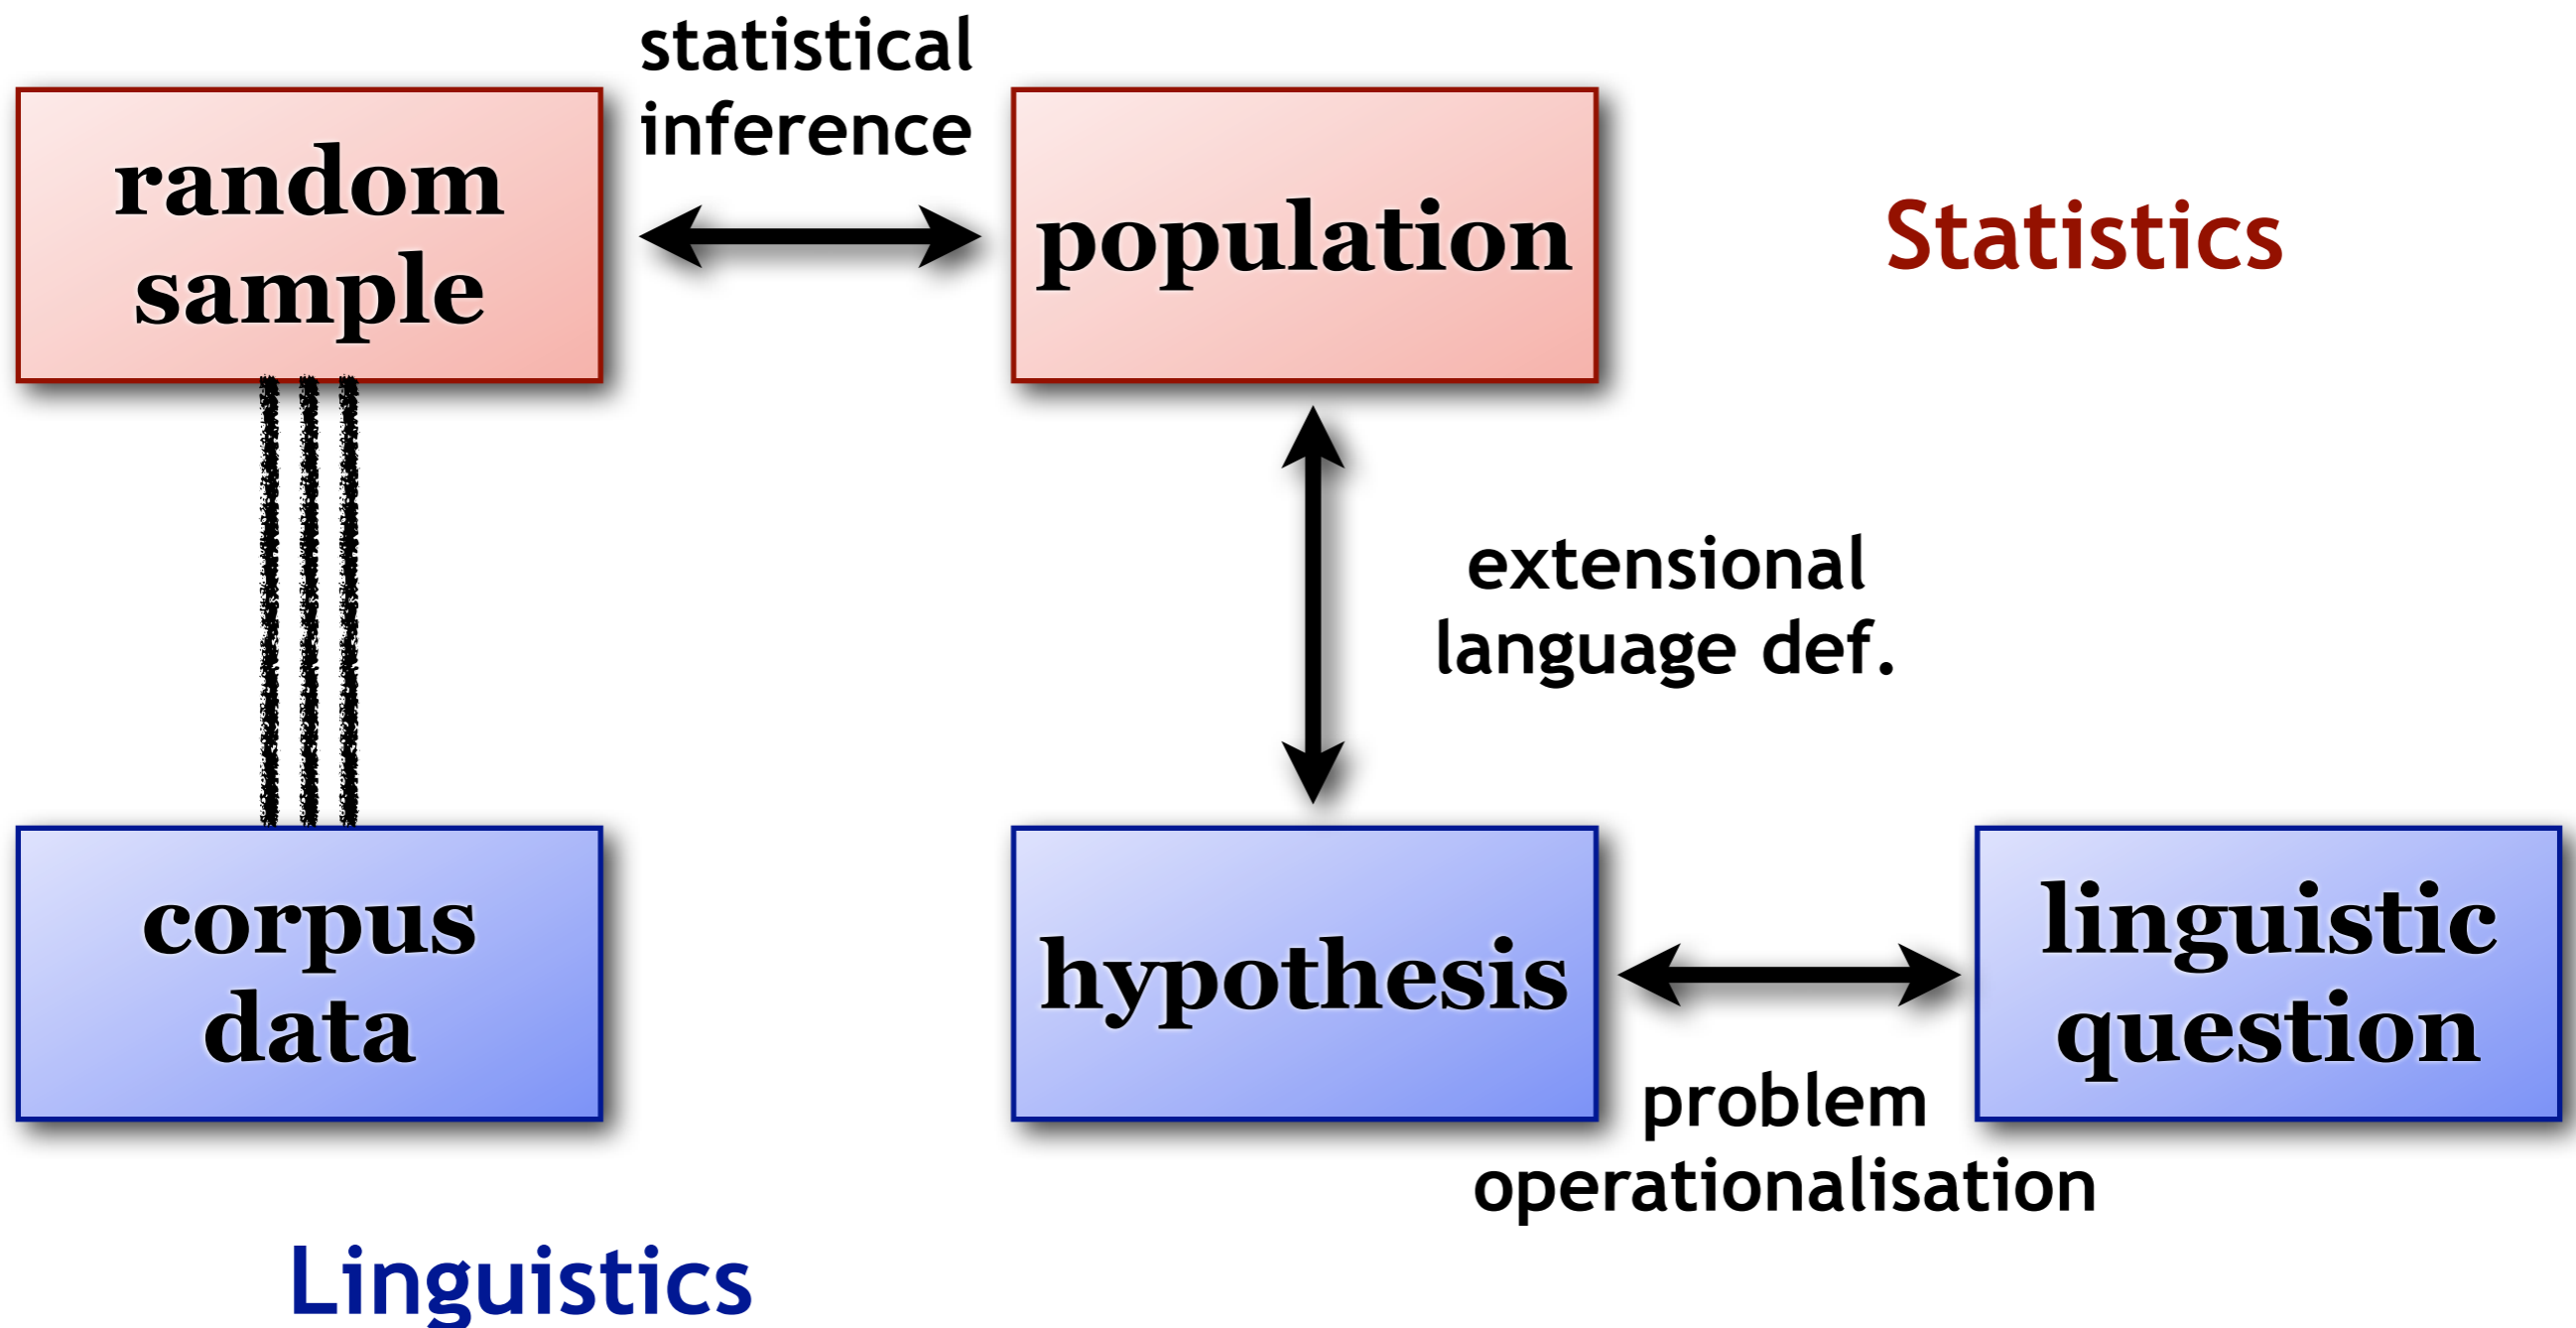 statistical
inference
random
sample
population
Statistics
extensional
language def.
corpus
data
hypothesis
linguistic
question
problem
operationalisation
Linguistics